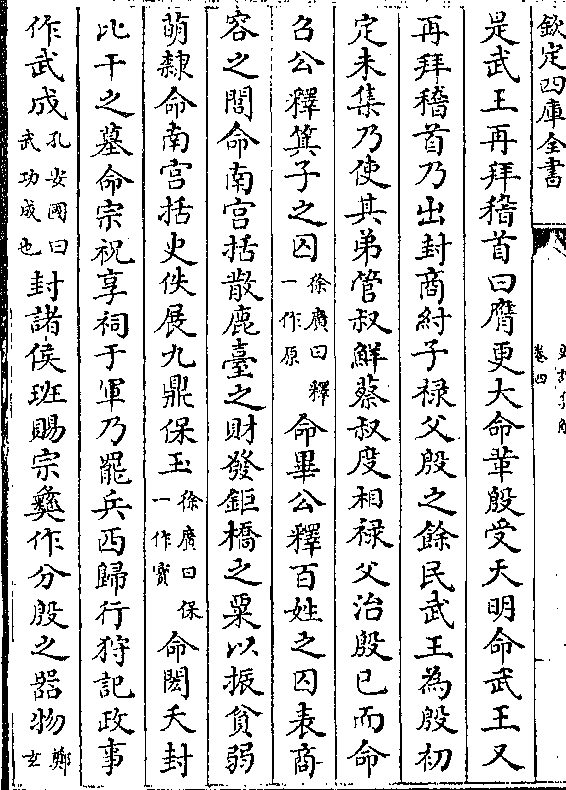 欽定四庫全書
卷四
是武王再拜稽首曰膺更大命革殷受天明命武王又
再拜稽首乃出封商紂子禄父殷之餘民武王為殷初
定未集乃使其弟管叔鮮蔡叔度相禄父治殷已而命
召公釋箕子之囚徐廣曰釋一作原命畢公釋百姓之囚表商
容之閭命南宫括散鹿臺之財發鉅橋之粟以振貧弱
萌隸命南宫括史佚展九鼎保玉徐廣曰保一作寶命閎夭封
比干之墓命宗祝享祠于軍乃罷兵西歸行狩記政事
作武成孔安國曰武功成也封諸侯班賜宗彝作分殷之器物鄭玄